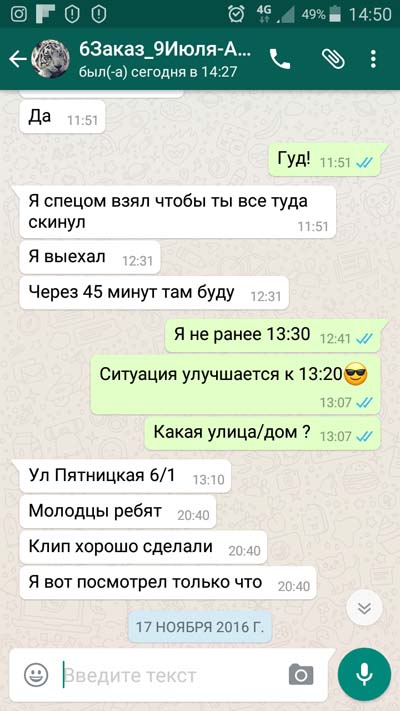 4G 49% 14:50
6Заказ_9Июля-А...
был(-а) сегодня в 14:27
Да 11:51
Гуд! 11:51
Я спецом взял чтобы ты все туда
скинул 11:51
Я выехал 12:31
Через 45 минут там буду 12:31
Я не ранее 13:30 12:41
Ситуация улучшается к 13:20😎
13:07
Какая улица/дом ? 13:07
Ул Пятницкая 6/1 13:10
Молодцы ребят 20:40
Клип хорошо сделали 20:40
Я вот посмотрел только что 20:40
17 НОЯБРЯ 2016 Г.
Введите текст